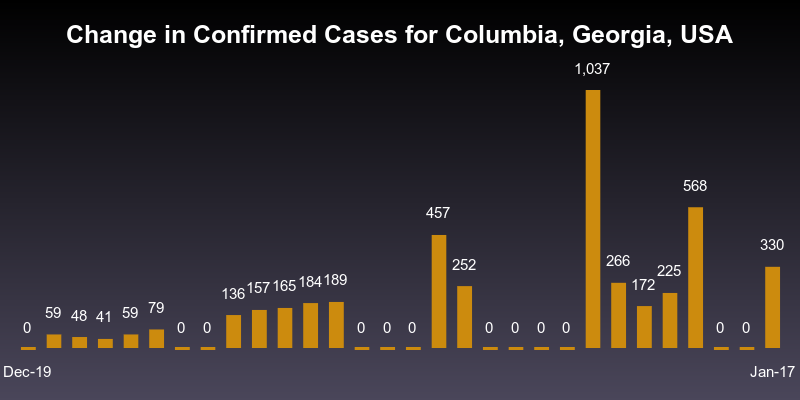 Change in Confirmed Cases for Columbia, Georgia, USA
0 59 48 41 59 79 0 0 136 157 165 184 189 0 0 0 457 252 0 0 0 0 1,037 266 172 225 568 0 0 330
Dec-19 Jan-17